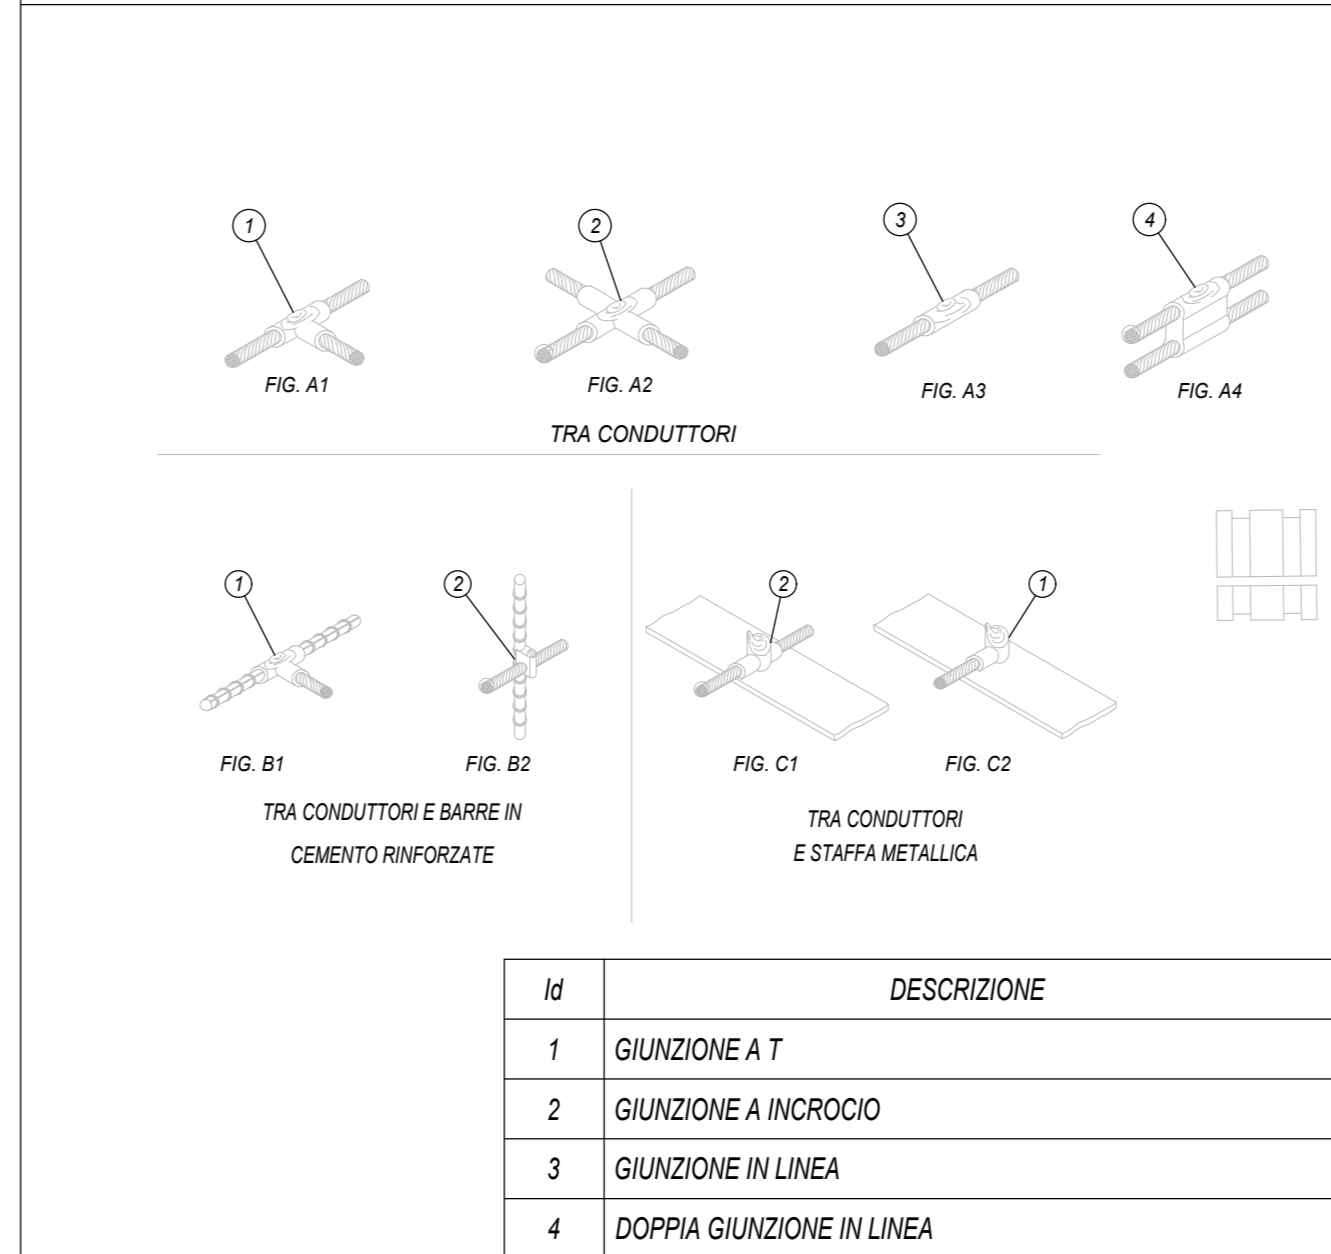 1
2
3
4
FIG. A1
FIG. A2
FIG. A3
FIG. A4
TRA CONDUTTORI
1
2
2
1
FIG. B1
FIG. B2
FIG. C1
FIG. C2
TRA CONDUTTORI E BARRE IN
CEMENTO RINFORZATE
TRA CONDUTTORI
E STAFFA METALLICA
Id DESCRIZIONE
1 GIUNZIONE A T
2 GIUNZIONE A INCROCIO
3 GIUNZIONE IN LINEA
4 DOPPIA GIUNZIONE IN LINEA